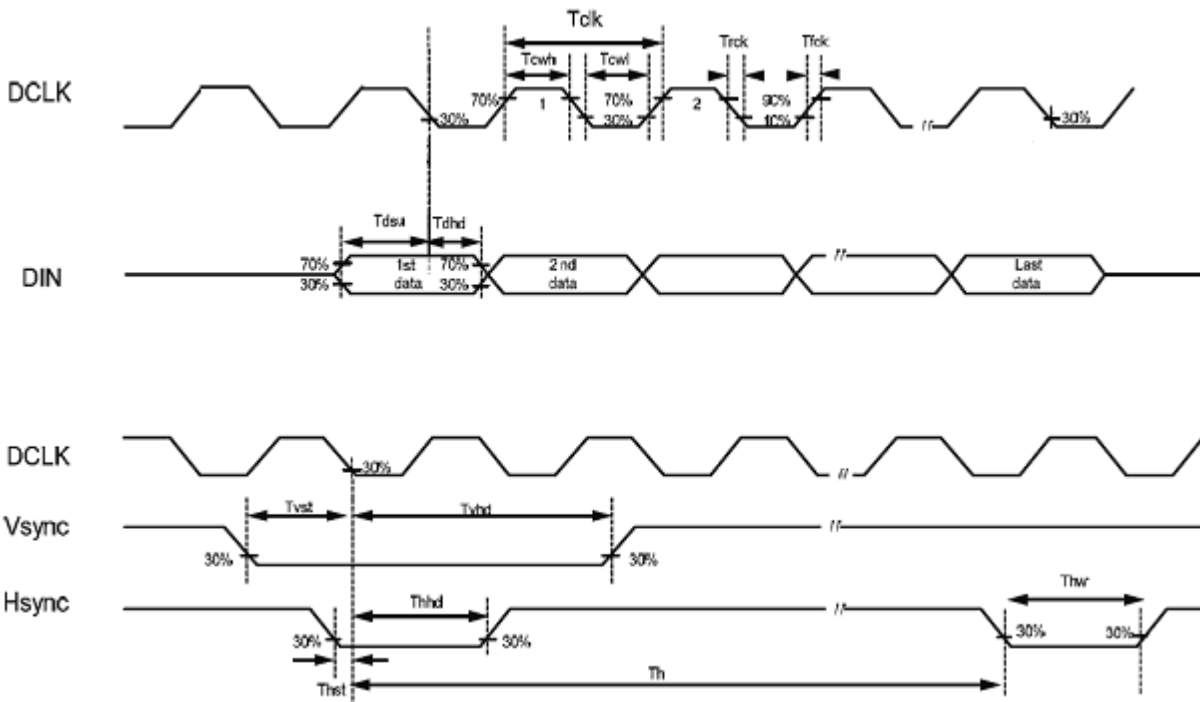 Tclk
Tcwh Tcwl Trck Tfck
DCLK 70% 1 70% 2 90%
30% 30% 10% 30%
Tdsu Tdhd
DIN 70% 1st 70% 2 nd Last
30% data 30% data data
DCLK 30%
Tvst Tvhd
Vsync 30% 30%
Hsync Thhd Thw
30% 30% 30% 30%
Thst Th